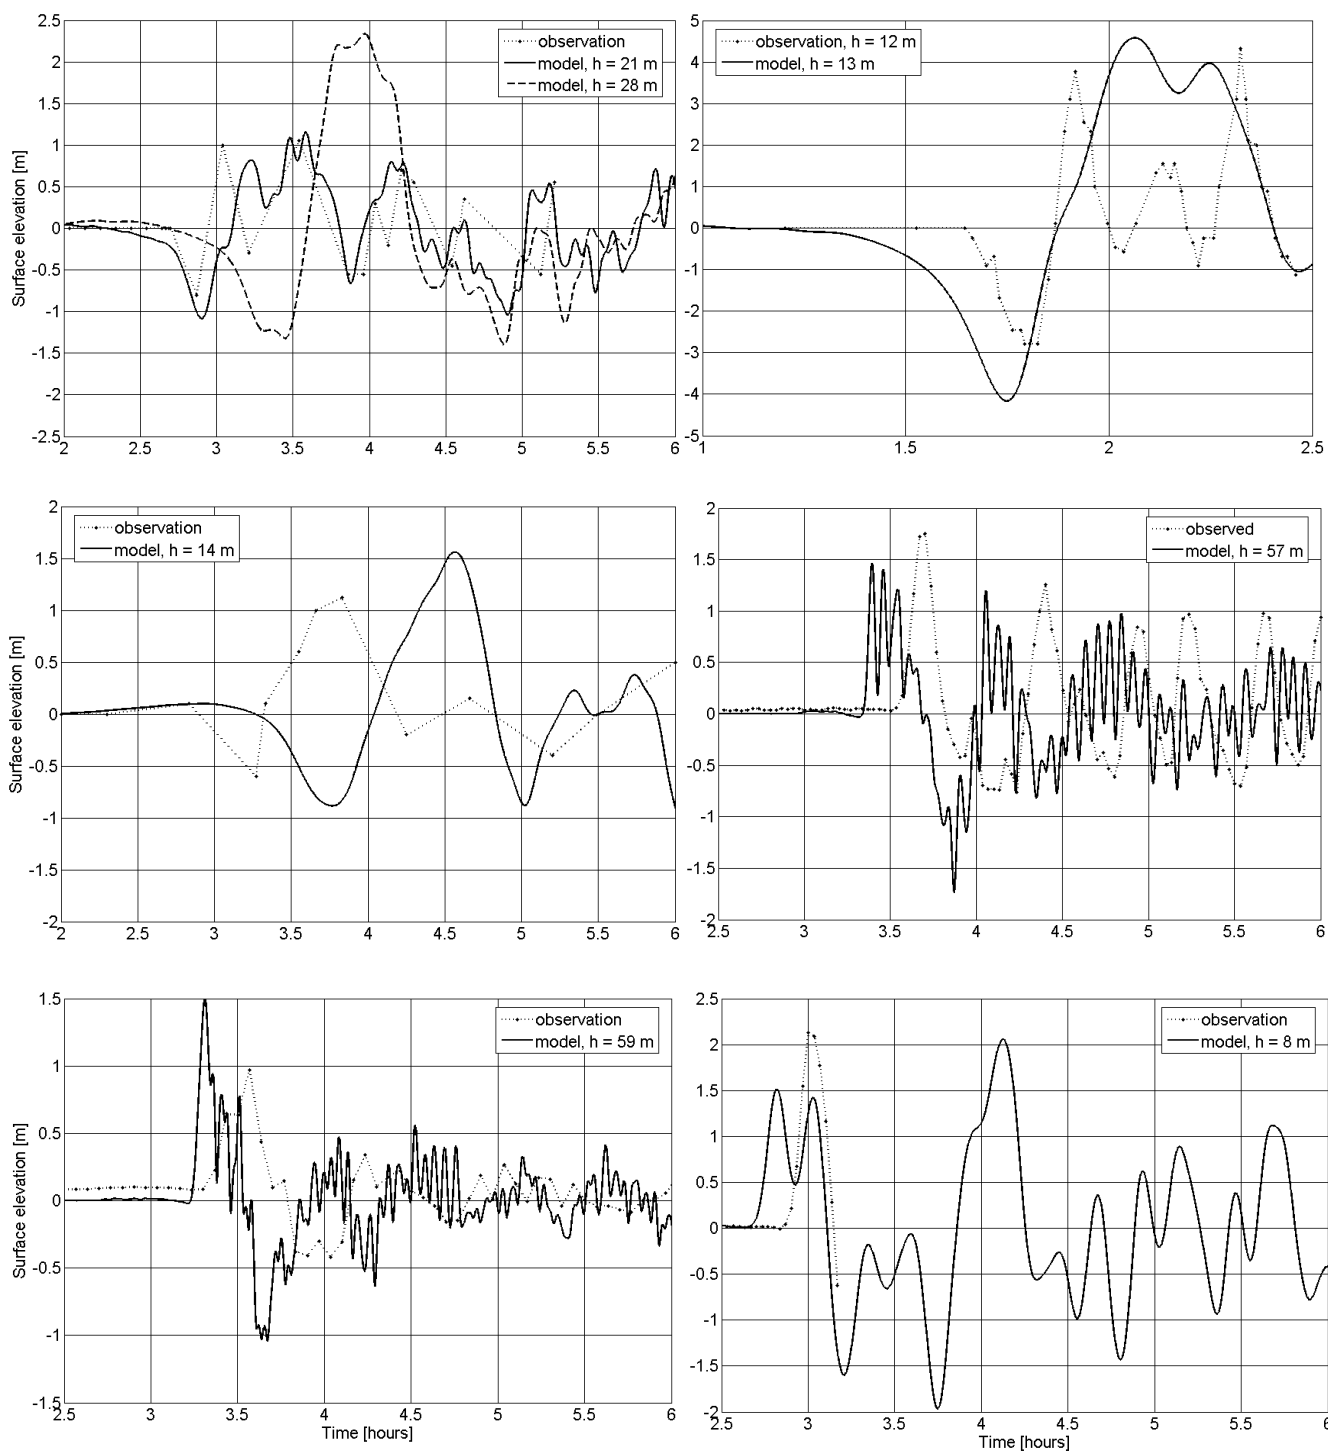 2.5
2
1.5
1
0.5
0
-0.5
-1
-1.5
-2
-2.5
Surface elevation [m]
observation
model, h = 21 m
model, h = 28 m
2 2.5 3 3.5 4 4.5 5 5.5 6
5
4
3
2
1
0
-1
-2
-3
-4
-5
observation, h = 12 m
model, h = 13 m
1 1.5 2 2.5
2
1.5
1
0.5
0
-0.5
-1
-1.5
-2
Surface elevation [m]
observation
model, h = 14 m
2 2.5 3 3.5 4 4.5 5 5.5 6
2
1.5
1
0.5
0
-0.5
-1
-1.5
-2
observed
model, h = 57 m
2.5 3 3.5 4 4.5 5 5.5 6
1.5
1
0.5
0
-0.5
-1
-1.5
Surface elevation [m]
observation
model, h = 59 m
2.5 3 3.5 4 4.5 5 5.5 6
Time [hours]
2.5
2
1.5
1
0.5
0
-0.5
-1
-1.5
-2
observation
model, h = 8 m
2.5 3 3.5 4 4.5 5 5.5 6
Time [hours]